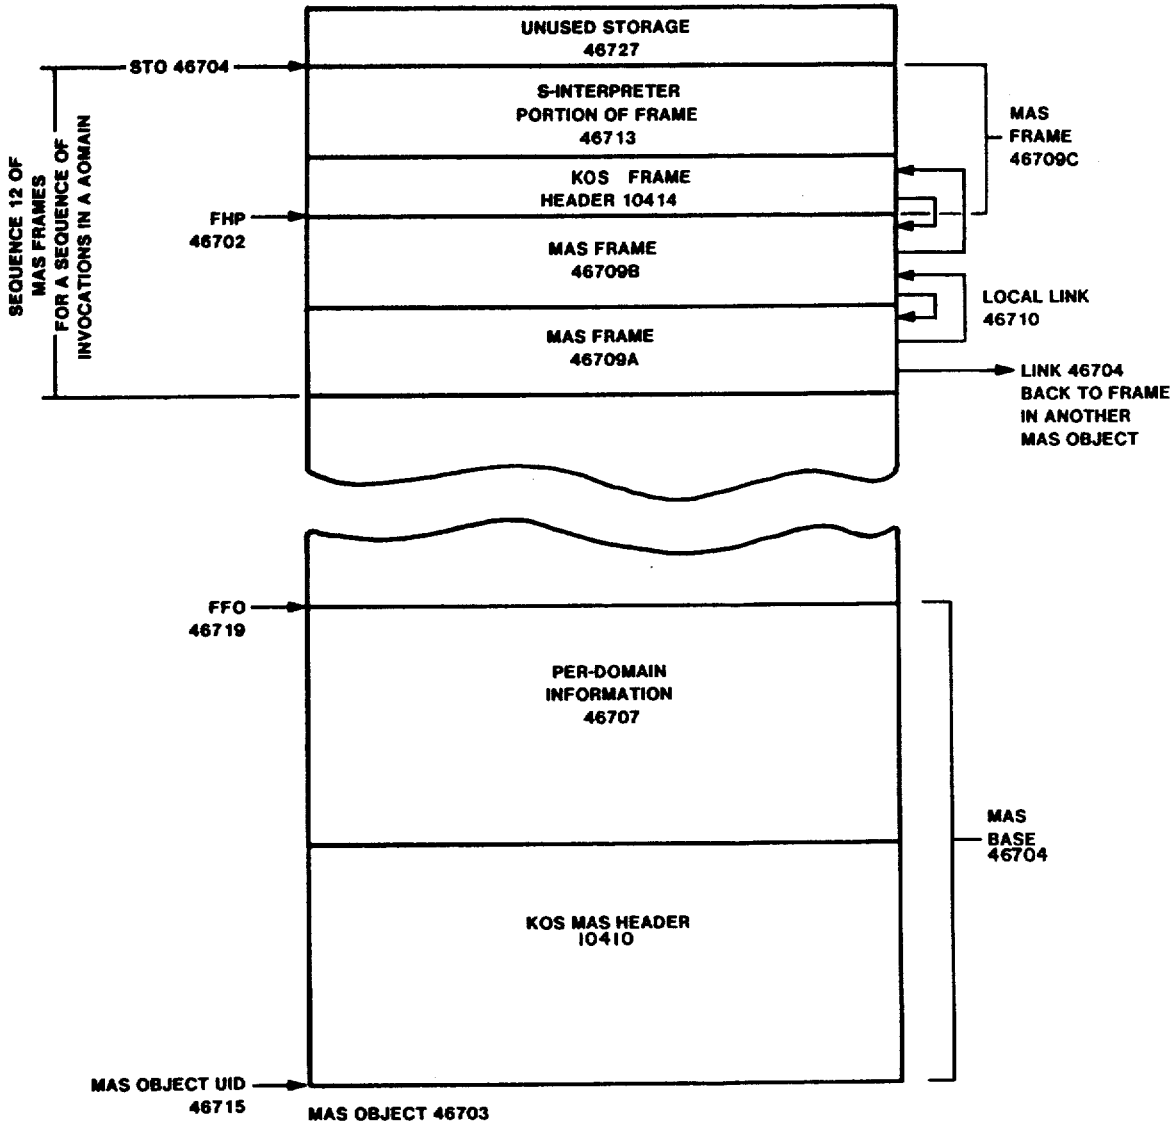 UNUSED STORAGE
46727
STO 46704
S-INTERPRETER
PORTION OF FRAME
46713
MAS
FRAME
46709C
SEQUENCE 12 OF
MAS FRAMES
FOR A SEQUENCE OF
INVOCATIONS IN A AOMAIN
KOS FRAME
HEADER 10414
FHP
46702
MAS FRAME
46709B
LOCAL LINK
46710
MAS FRAME
46709A
LINK 46704
BACK TO FRAME
IN ANOTHER
MAS OBJECT
FFO
46719
PER-DOMAIN
INFORMATION
46707
MAS
BASE
46704
KOS MAS HEADER
10410
MAS OBJECT UID
46715
MAS OBJECT 46703